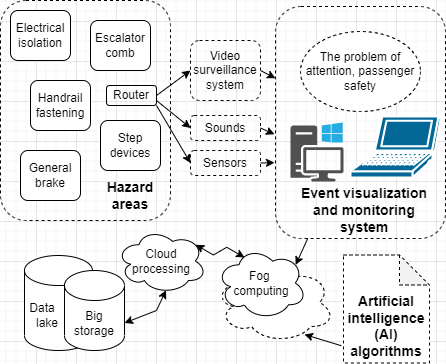 Electrical
isolation
Escalator
comb
Handrail
fastening
Router
Step
devices
General
brake
Hazard
areas
Video
surveillance
system
Sounds
Sensors
The problem of
attention, passenger
safety
Event visualization
and monitoring
system
Cloud
processing
Fog
computing
Data
lake
Big
storage
Artificial
intelligence
(AI)
algorithms